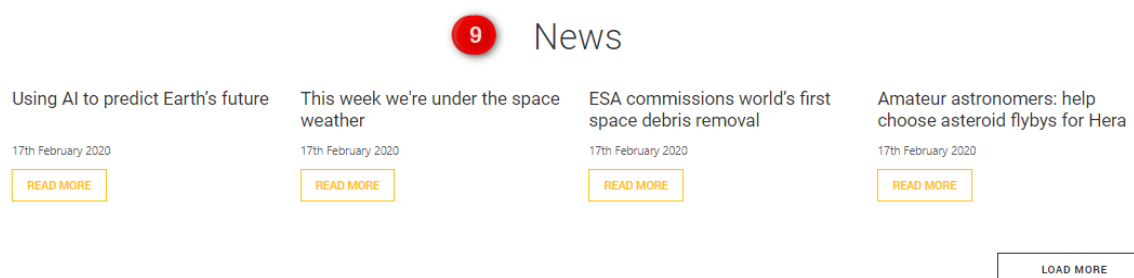 9
News
Using AI to predict Earth's future
17th February 2020
READ MORE
This week we're under the space
weather
17th February 2020
READ MORE
ESA commissions world’s first
space debris removal
17th February 2020
READ MORE
Amateur astronomers: help
choose asteroid flybys for Hera
17th February 2020
READ MORE
LOAD MORE